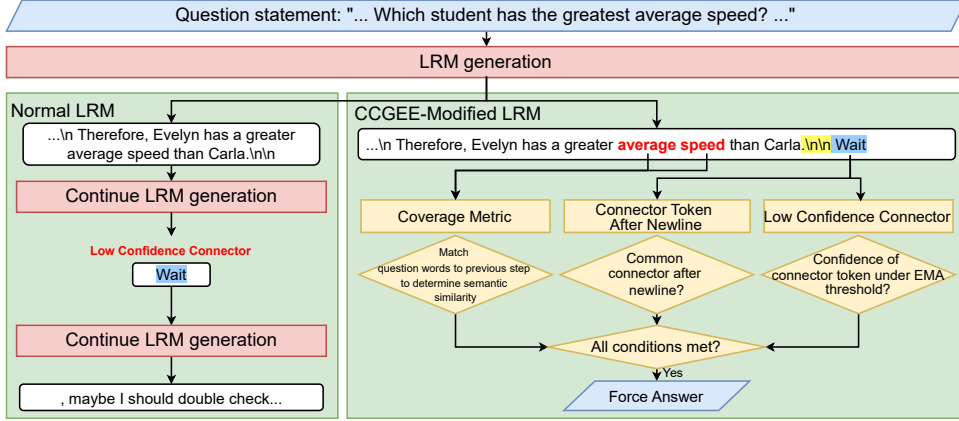 Question statement: "... Which student has the greatest average speed? ..."
LRM generation
Normal LRM
...\n Therefore, Evelyn has a greater
average speed than Carla.\n\n
Continue LRM generation
Low Confidence Connector
Wait
Continue LRM generation
, maybe I should double check...
CCGEE-Modified LRM
...\n Therefore, Evelyn has a greater average speed than Carla.\n\n Wait
Coverage Metric
Connector Token
After Newline
Low Confidence Connector
Match
question words to previous step
to determine semantic
similarity
Common
connector after
newline?
Confidence of
connector token under EMA
threshold?
All conditions met?
Yes
Force Answer